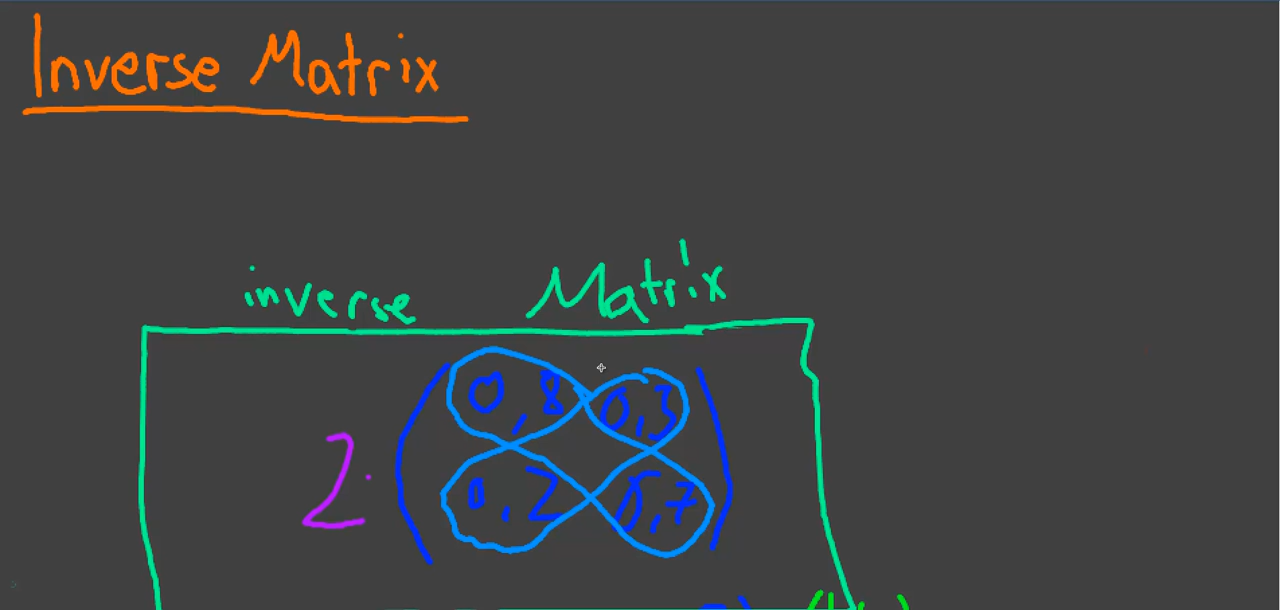 Inverse Matrix
inverse Matrix
0,8 0,3
2·
0,2 0,7